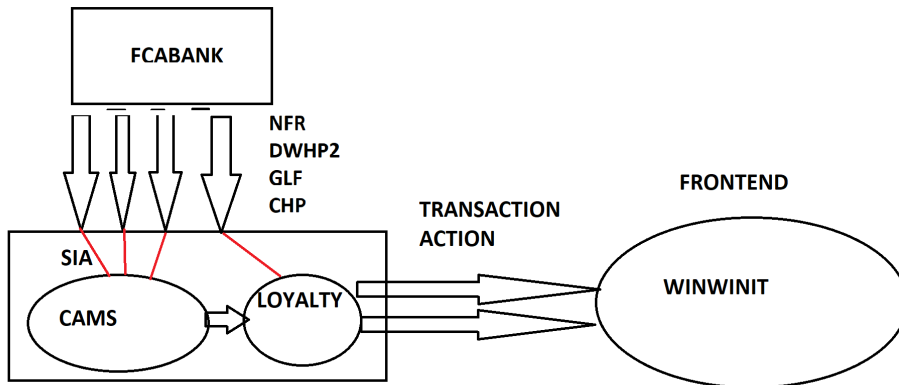 FCABANK
NFR
DWHP2
GLF
CHP
TRANSACTION
ACTION
FRONTEND
SIA
CAMS
LOYALTY
WINWINIT